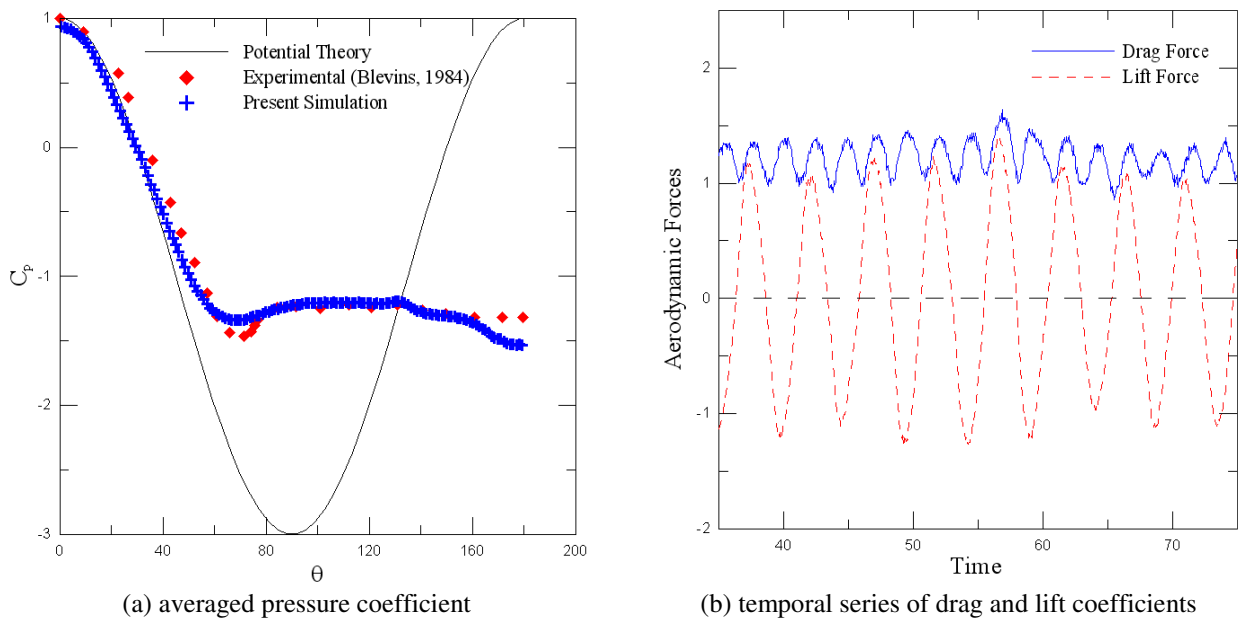 1
0
-1
-2
-3
C_p
Potential Theory
Experimental (Blevins, 1984)
Present Simulation
0
40
80
120
160
200
θ
(a) averaged pressure coefficient
2
1
0
-1
-2
Aerodynamic Forces
Drag Force
Lift Force
40
50
60
70
Time
(b) temporal series of drag and lift coefficients